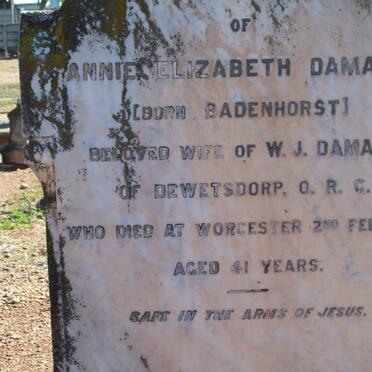 OF
ANNIE ELIZABETH DAMA
[BORN BADENHORST]
BELOVED WIFE OF W. J. DAMA
OF DEWETSDORP, O. R. C.
WHO DIED AT WORCESTER 2ND FEB
AGED 41 YEARS.
SAFE IN THE ARMS OF JESUS.